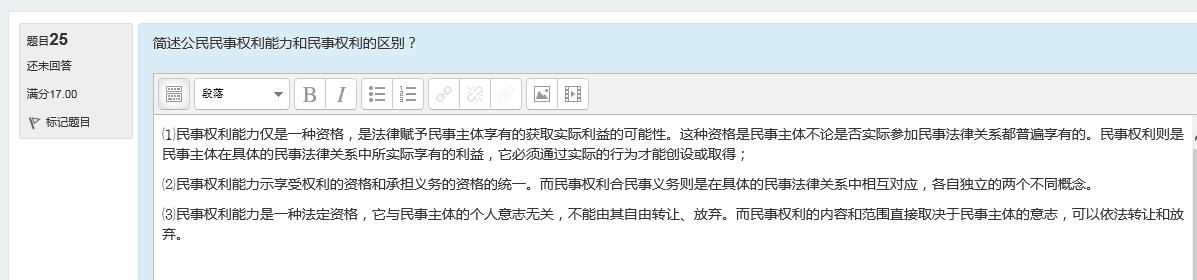 题目25
还未回答
满分17.00
标记题目
简述公民民事权利能力和民事权利的区别？
段落
B I
⑴民事权利能力仅是一种资格，是法律赋予民事主体享有的获取实际利益的可能性。这种资格是民事主体不论是否实际参加民事法律关系都普遍享有的。民事权利则是
民事主体在具体的民事法律关系中所实际享有的利益，它必须通过实际的行为才能创设或取得；
⑵民事权利能力示享受权利的资格和承担义务的资格的统一。而民事权利合民事义务则是在具体的民事法律关系中相互对应，各自独立的两个不同概念。
⑶民事权利能力是一种法定资格，它与民事主体的个人意志无关，不能由其自由转让、放弃。而民事权利的内容和范围直接取决于民事主体的意志，可以依法转让和放
弃。